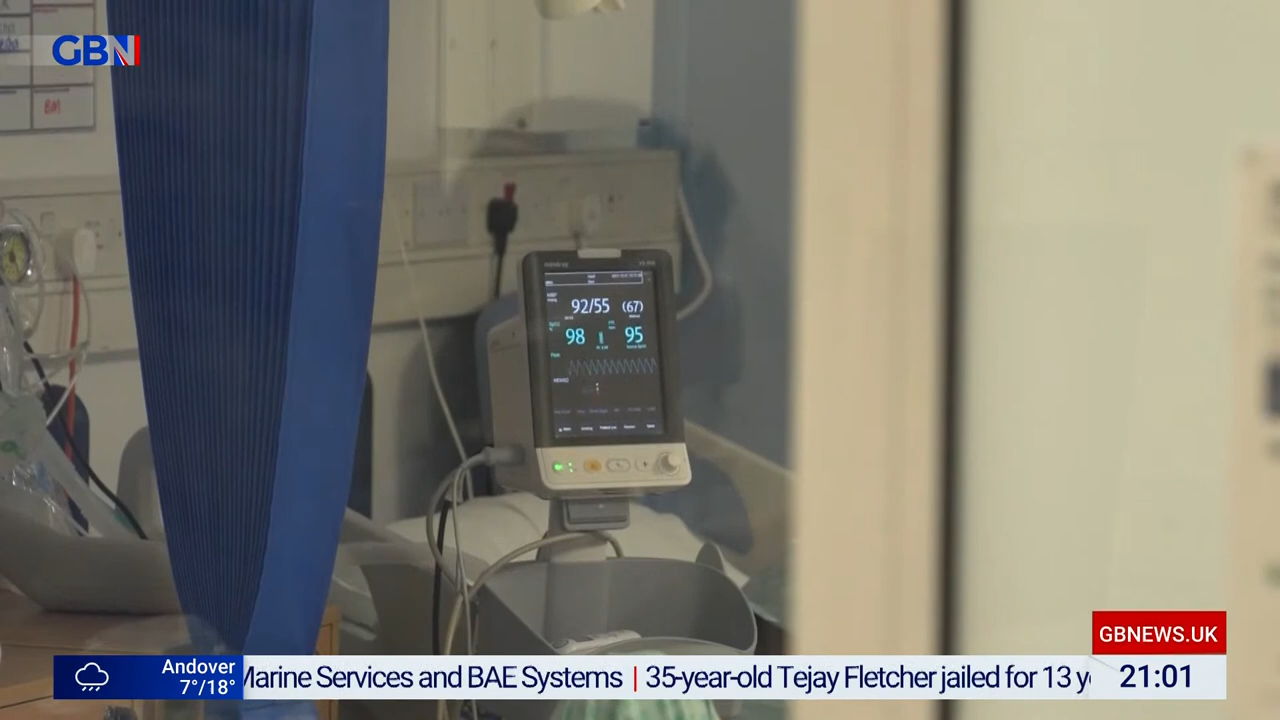 GBN
BM
92/55 (67)
98 95
GBNEWS.UK
Andover
7°/18°
Marine Services and BAE Systems | 35-year-old Tejay Fletcher jailed for 13 y
21:01